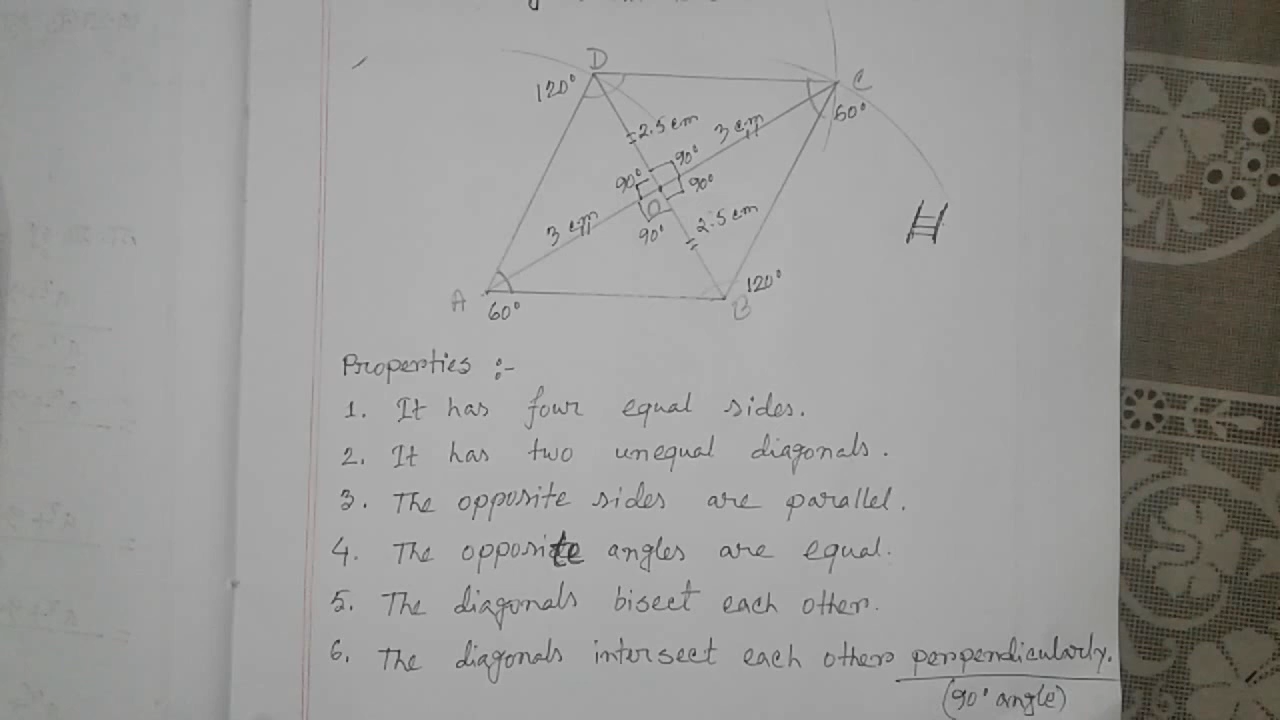 D
120°
C
60°
2.5 cm
3 cm
90°
90°
90°
90°
O
3 cm
2.5 cm
A
60°
120°
B
Properties :-
1. It has four equal sides.
2. It has two unequal diagonals.
3. The opposite sides are parallel.
4. The opposite angles are equal.
5. The diagonals bisect each other.
6. The diagonals intersect each others perpendicularly.
(90° angle)